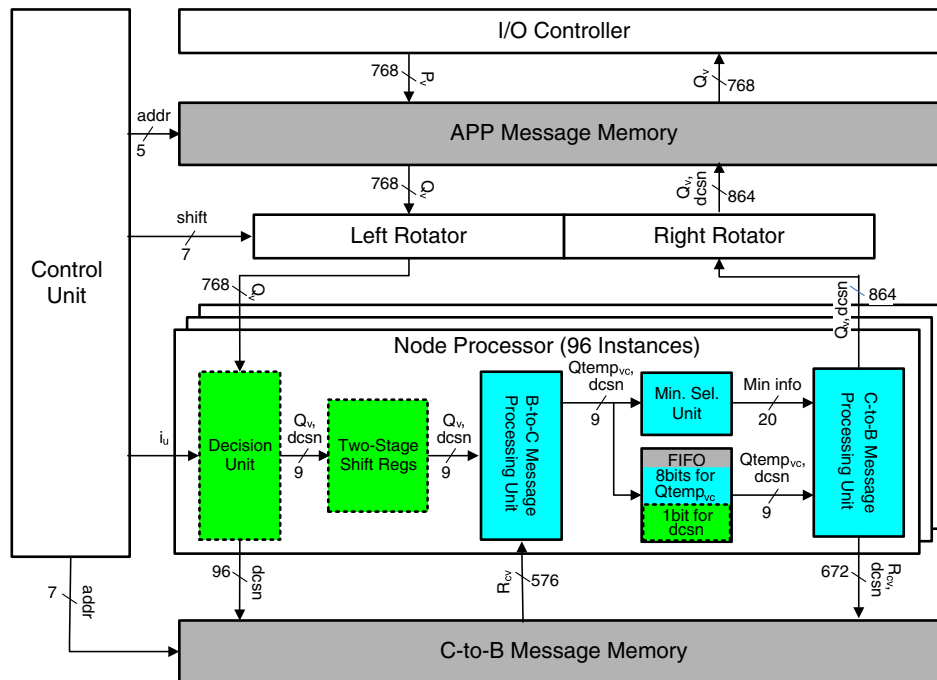 I/O Controller
768
Pv
Qv
768
addr
5
APP Message Memory
768
Qv
Qv,
dcsn
864
shift
7
Left Rotator
Right Rotator
Control
Unit
768
Qv
Qv, dcsn
864
Node Processor (96 Instances)
iu
Decision
Unit
Qv,
dcsn
9
Two-Stage
Shift Regs
Qv,
dcsn
9
B-to-C Message
Processing Unit
Qtempvc,
dcsn
9
Min. Sel.
Unit
Min info
20
FIFO
8bits for
Qtempvc
1bit for
dcsn
Qtempvc,
dcsn
9
C-to-B Message
Processing Unit
7
addr
96
dcsn
Rcv
576
672
Rcv,
dcsn
C-to-B Message Memory